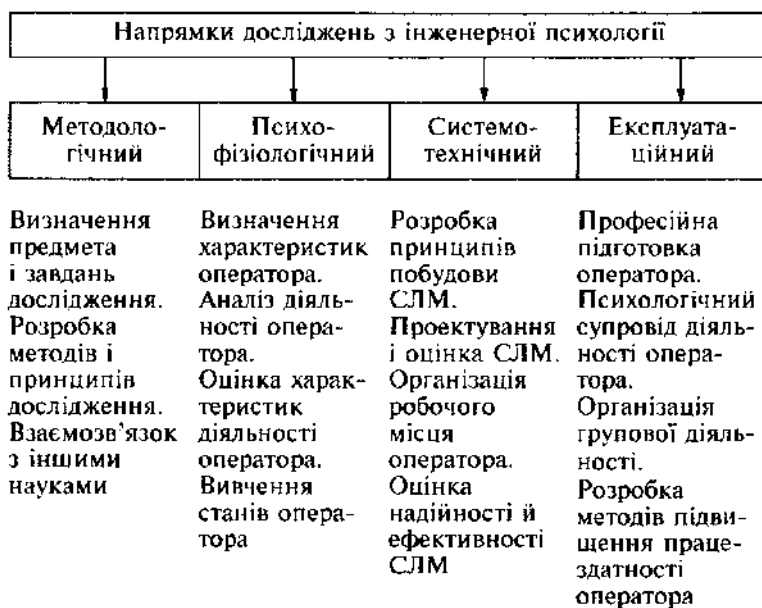 Напрямки досліджень з інженерної психології
Методоло-
гічний
Психо-
фізіологічний
Системо-
технічний
Експлуата-
ційний
Визначення
предмета
і завдань
дослідження.
Розробка
методів і
принципів
дослідження.
Взаємозв'язок
з іншими
науками
Визначення
характеристик
оператора.
Аналіз діяль-
ності опера-
тора.
Оцінка харак-
теристик
діяльності
оператора.
Вивчення
станів опера-
тора
Розробка
принципів
побудови
СЛМ.
Проектування
і оцінка СЛМ.
Організація
робочого
місця
оператора.
Оцінка
надійності й
ефективності
СЛМ
Професійна
підготовка
оператора.
Психологічний
супровід діяль-
ності опера-
тора.
Організація
групової діяль-
ності.
Розробка
методів підви-
щення праце-
здатності
оператора